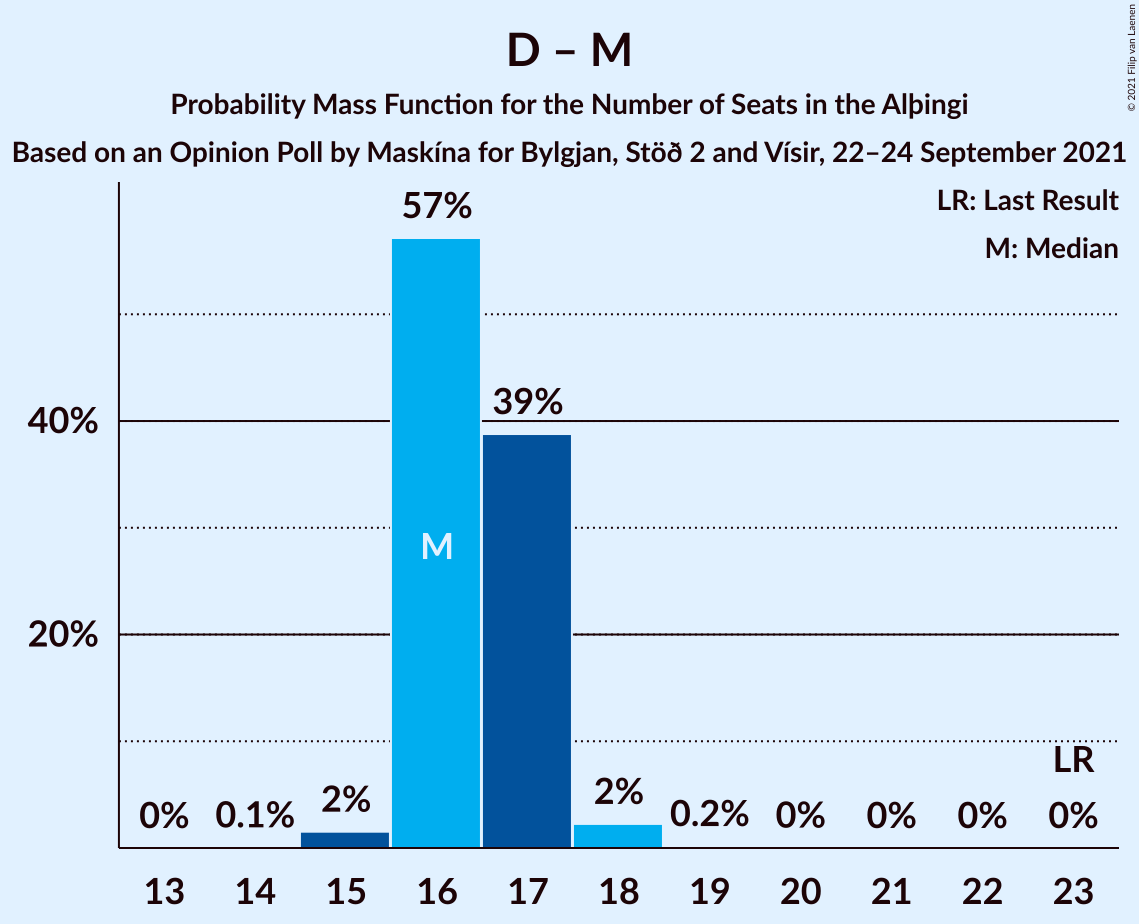 D – M
Probability Mass Function for the Number of Seats in the Alþingi
Based on an Opinion Poll by Maskína for Bylgjan, Stöð 2 and Vísir, 22–24 September 2021
© 2021 Filip van Laenen
LR: Last Result
M: Median
57%
39%
40%
M
20%
LR
0% 0.1% 2% 2% 0.2% 0% 0% 0% 0%
13 14 15 16 17 18 19 20 21 22 23